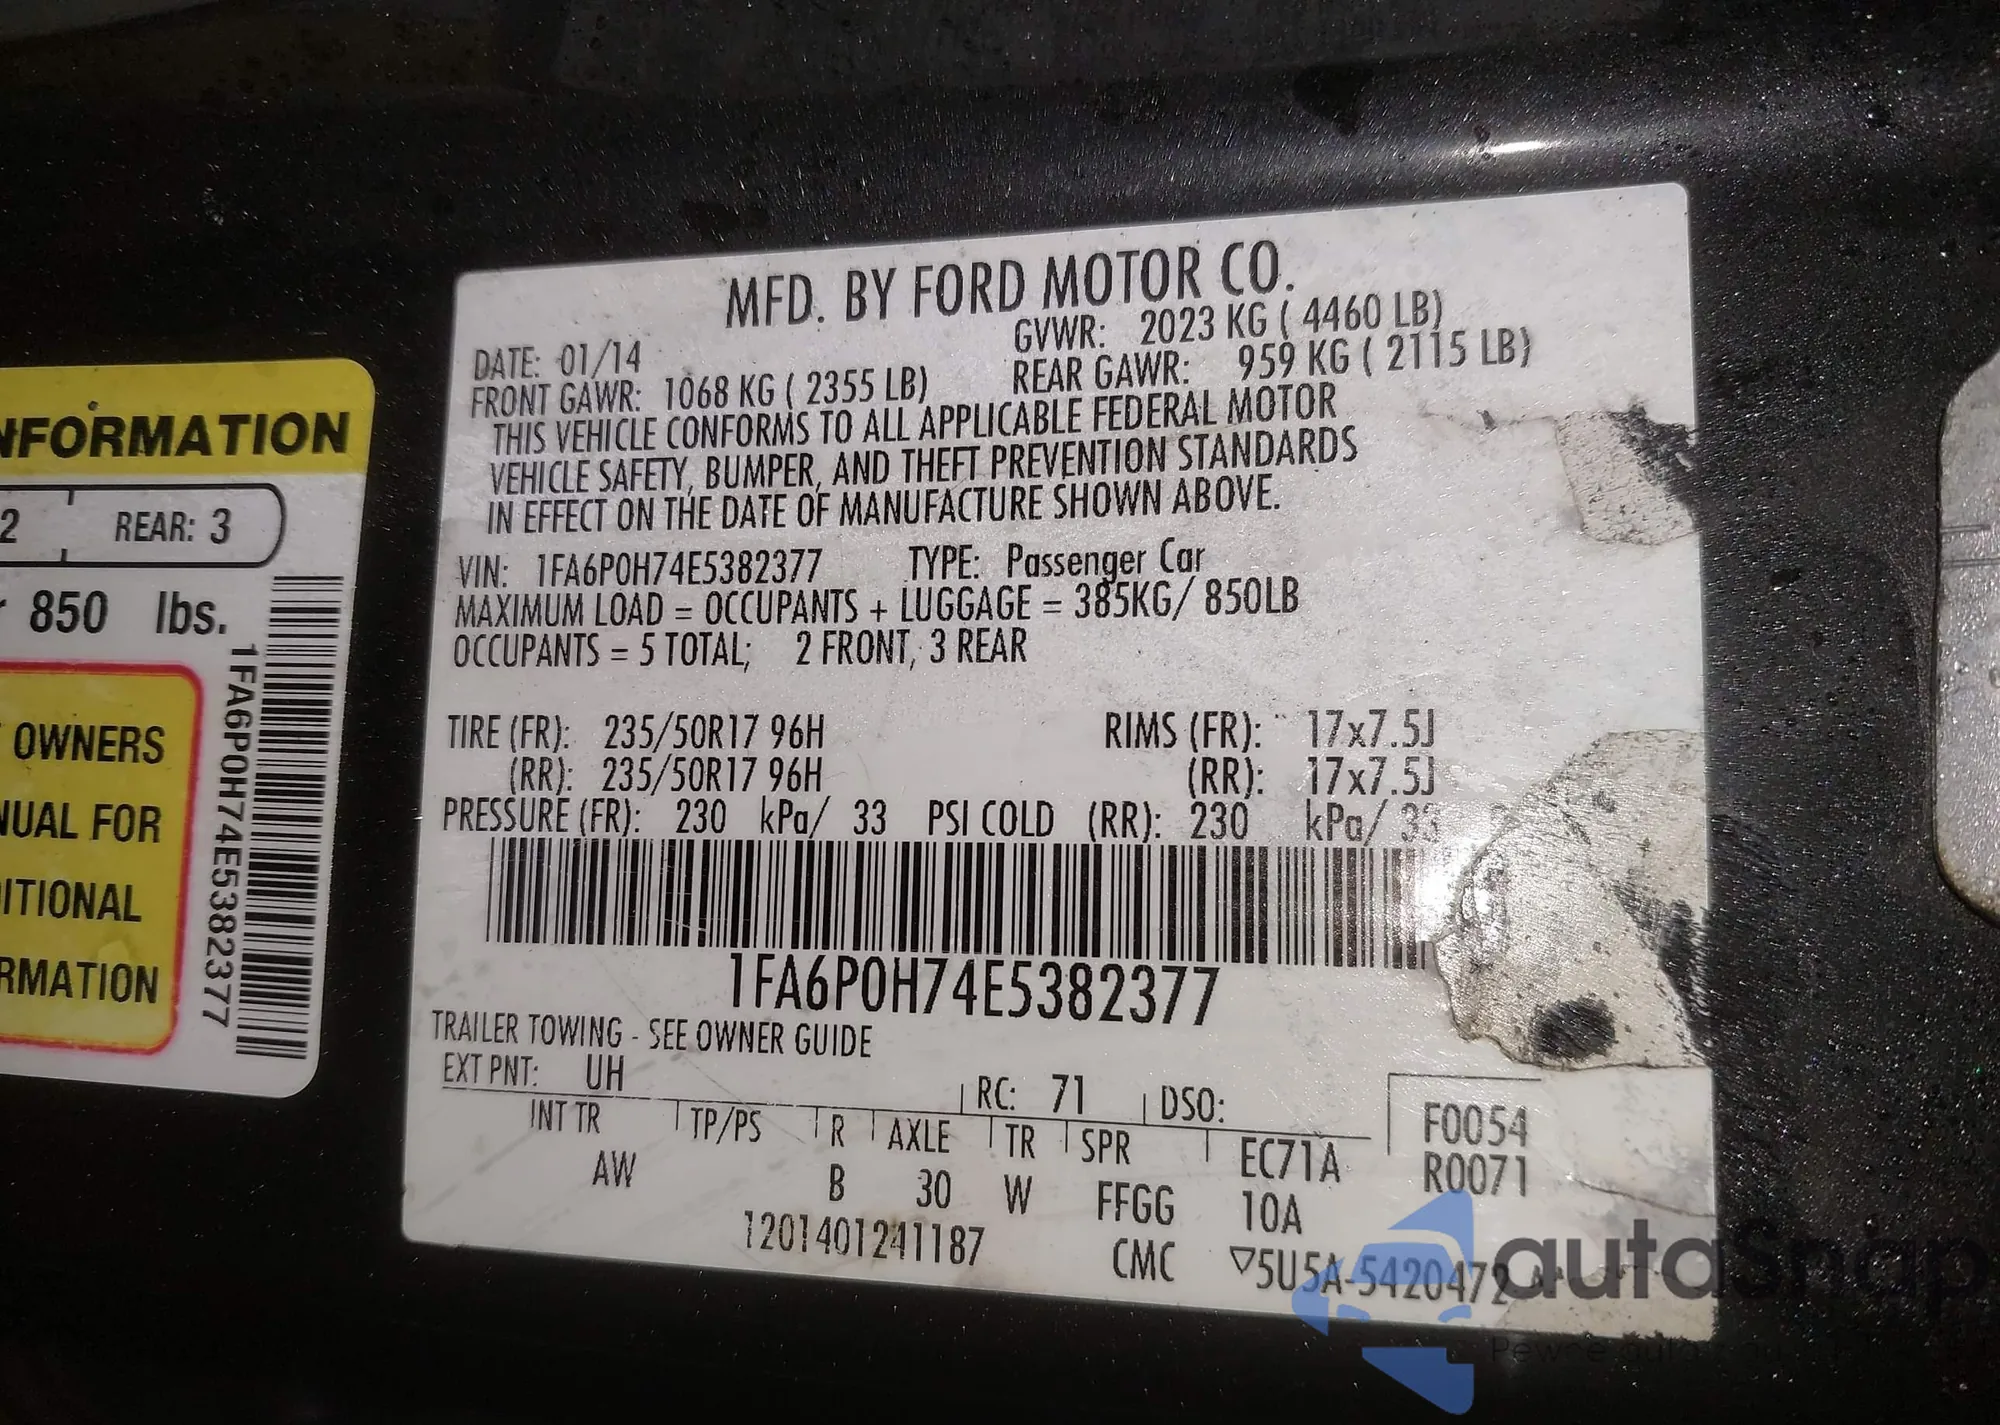 MFD. BY FORD MOTOR CO.
DATE: 01/14
GVWR: 2023 KG ( 4460 LB)
FRONT GAWR: 1068 KG ( 2355 LB)
REAR GAWR: 959 KG ( 2115 LB)
THIS VEHICLE CONFORMS TO ALL APPLICABLE FEDERAL MOTOR
VEHICLE SAFETY, BUMPER, AND THEFT PREVENTION STANDARDS
IN EFFECT ON THE DATE OF MANUFACTURE SHOWN ABOVE.
VIN: 1FA6P0H74E5382377 TYPE: Passenger Car
MAXIMUM LOAD = OCCUPANTS + LUGGAGE = 385KG/ 850LB
OCCUPANTS = 5 TOTAL; 2 FRONT, 3 REAR
TIRE (FR): 235/50R17 96H RIMS (FR): 17x7.5J
(RR): 235/50R17 96H (RR): 17x7.5J
PRESSURE (FR): 230 kPa/ 33 PSI COLD (RR): 230 kPa/ 33
1FA6P0H74E5382377
TRAILER TOWING - SEE OWNER GUIDE
EXT PNT: UH RC: 71 DSO:
INT TR TP/PS R AXLE TR SPR EC71A
AW B 30 W FFGG 10A
F0054
R0071
1201401241187 CMC ▽5U5A-5420472
NFORMATION
2 REAR: 3
850 lbs.
OWNERS
NUAL FOR
ITIONAL
RMATION
1FA6P0H74E5382377
autasnap